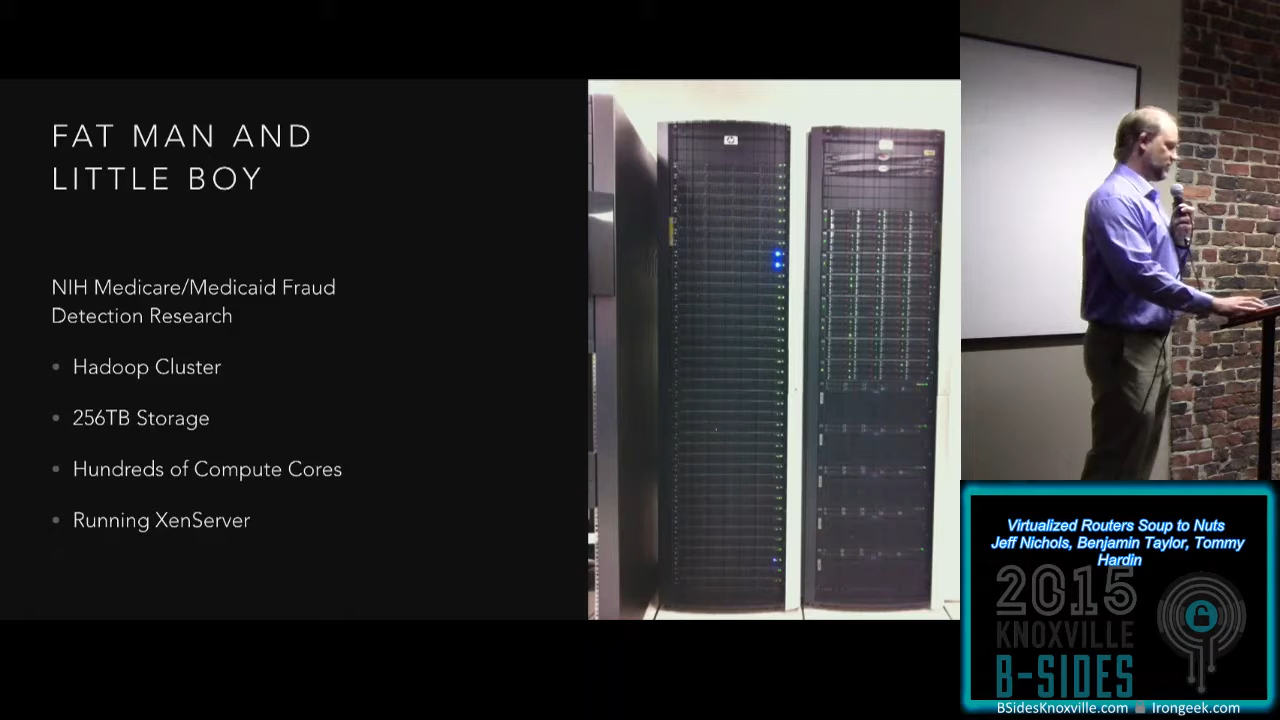 FAT MAN AND
LITTLE BOY
NIH Medicare/Medicaid Fraud
Detection Research
• Hadoop Cluster
• 256TB Storage
• Hundreds of Compute Cores
• Running XenServer
hp
Virtualized Routers Soup to Nuts
Jeff Nichols, Benjamin Taylor, Tommy
Hardin
2015
KNOXVILLE
B-SIDES
BSidesKnoxville.com Irongeek.com